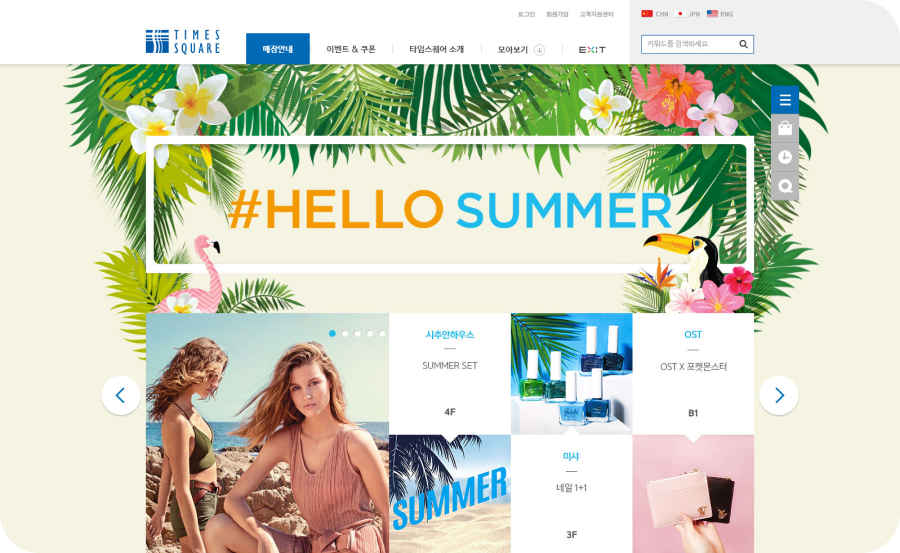 로그인 회원가입 고객지원센터
CHN JPN ENG
TIMES
SQUARE
매장안내 이벤트 & 쿠폰 타임스퀘어 소개 모아보기 EXIT
키워드를 검색하세요.
#HELLO SUMMER
시추안하우스
SUMMER SET
4F
OST
OST X 포켓몬스터
B1
SUMMER
미샤
네일 1+1
3F